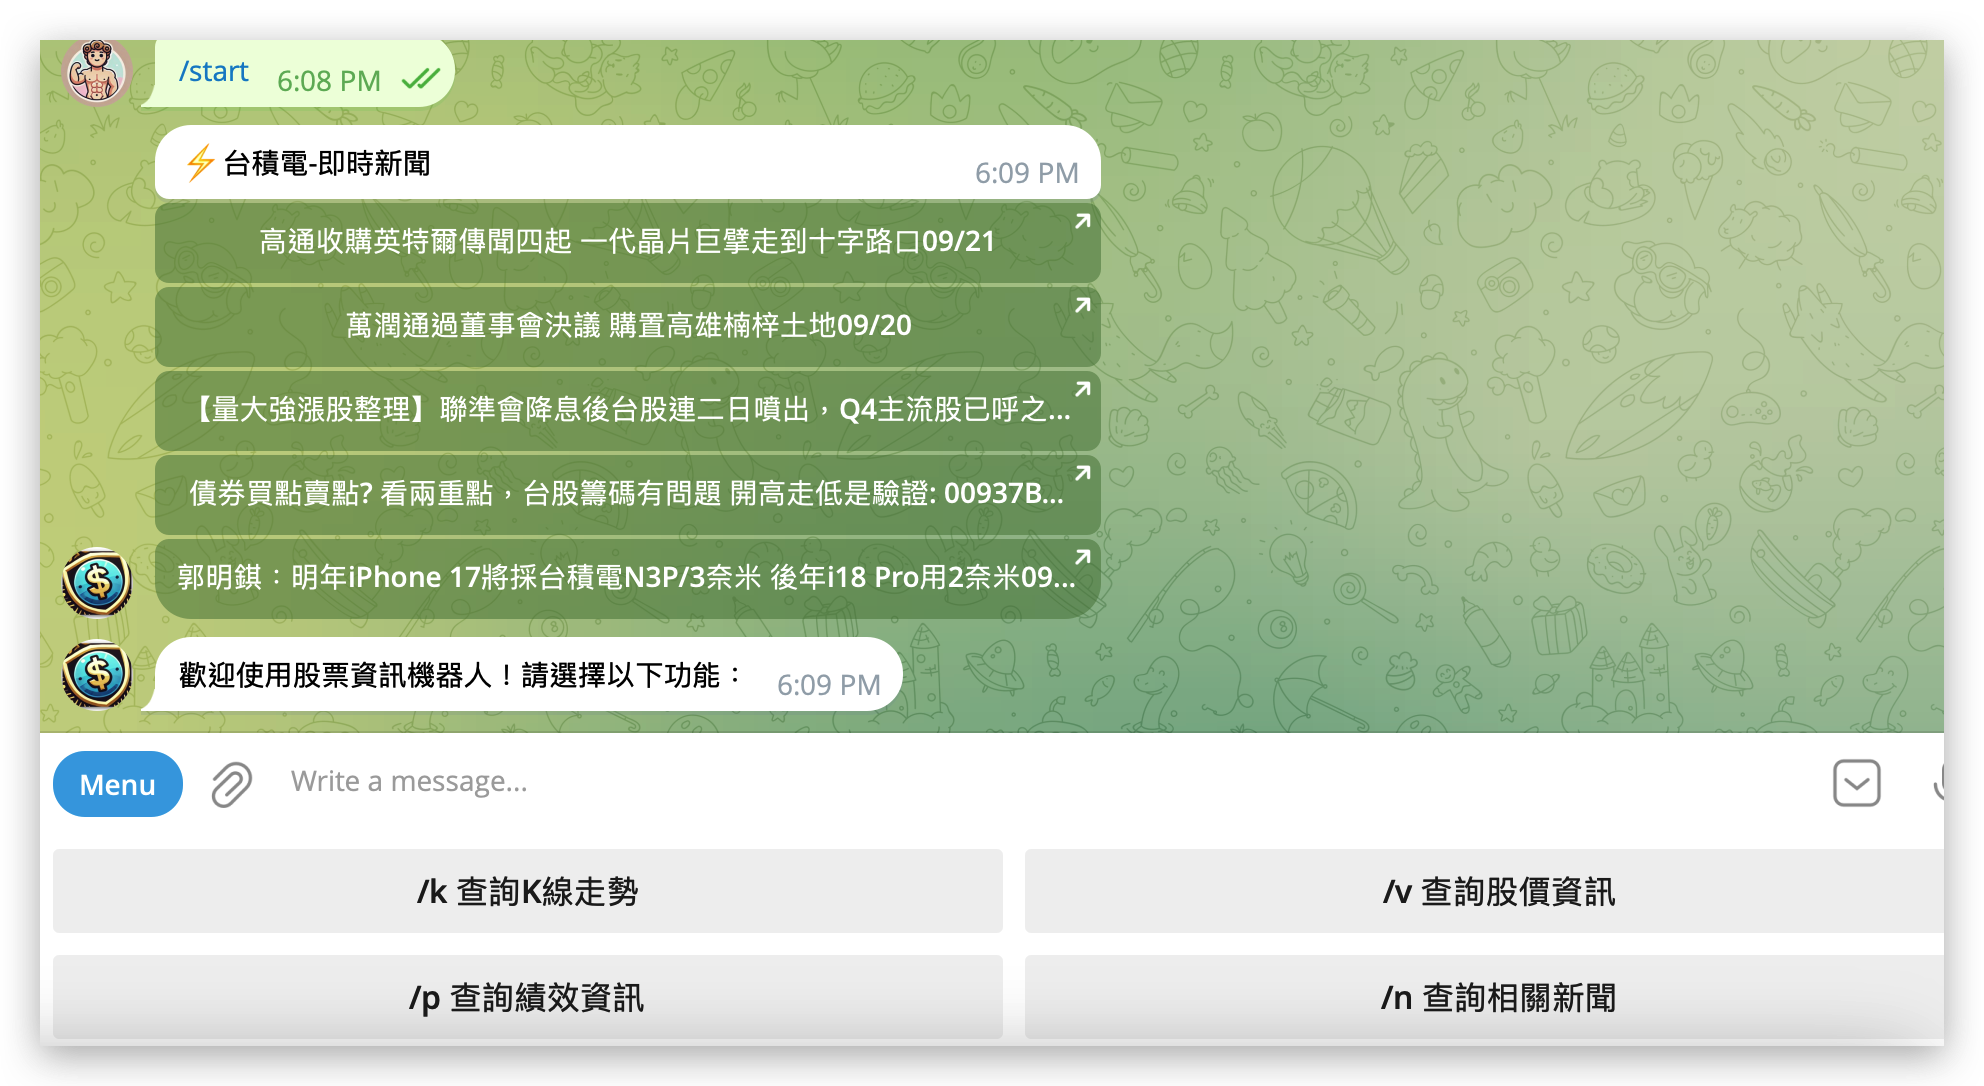 /start 6:08 PM
⚡台積電-即時新聞 6:09 PM
高通收購英特爾傳聞四起 一代晶片巨擘走到十字路口09/21
萬潤通過董事會決議 購置高雄楠梓土地09/20
【量大強漲股整理】聯準會降息後台股連二日噴出，Q4主流股已呼之...
債券買點賣點? 看兩重點，台股籌碼有問題 開高走低是驗證: 00937B...
郭明錤：明年iPhone 17將採台積電N3P/3奈米 後年i18 Pro用2奈米09...
歡迎使用股票資訊機器人！請選擇以下功能： 6:09 PM
Menu Write a message...
/k 查詢K線走勢 /v 查詢股價資訊
/p 查詢績效資訊 /n 查詢相關新聞